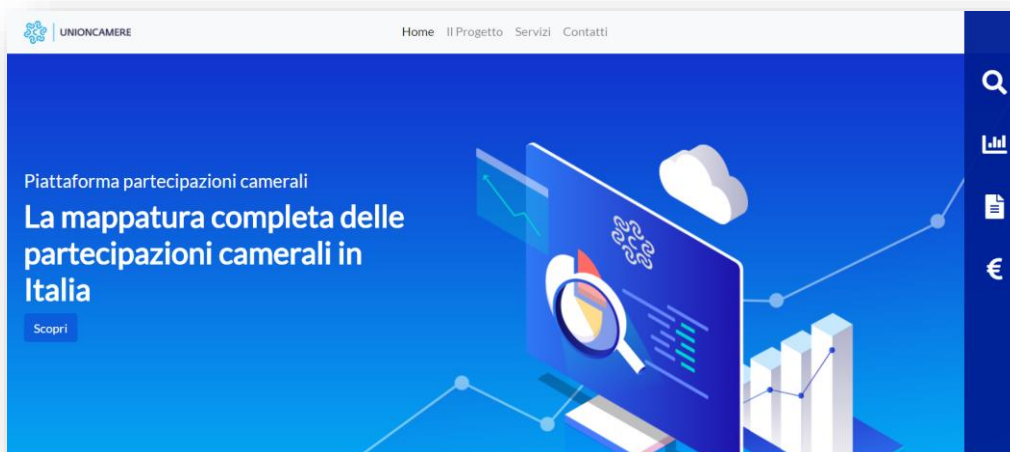 UNIONCAMERE
Home Il Progetto Servizi Contatti
Piattaforma partecipazioni camerali
La mappatura completa delle
partecipazioni camerali in
Italia
Scopri
€